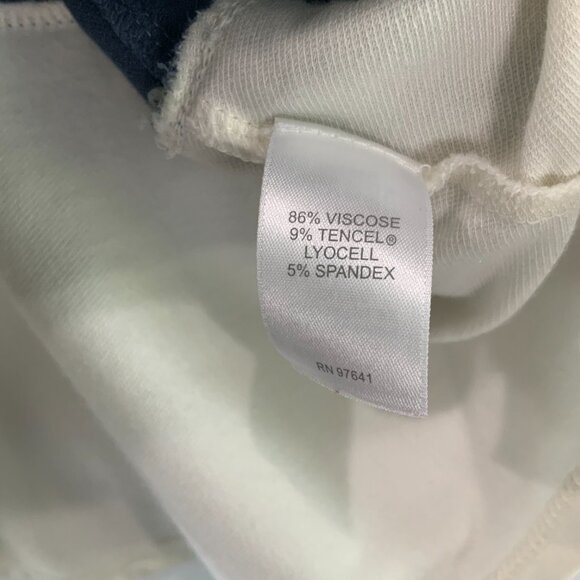 86% VISCOSE
9% TENCEL®
LYOCELL
5% SPANDEX
RN 97641